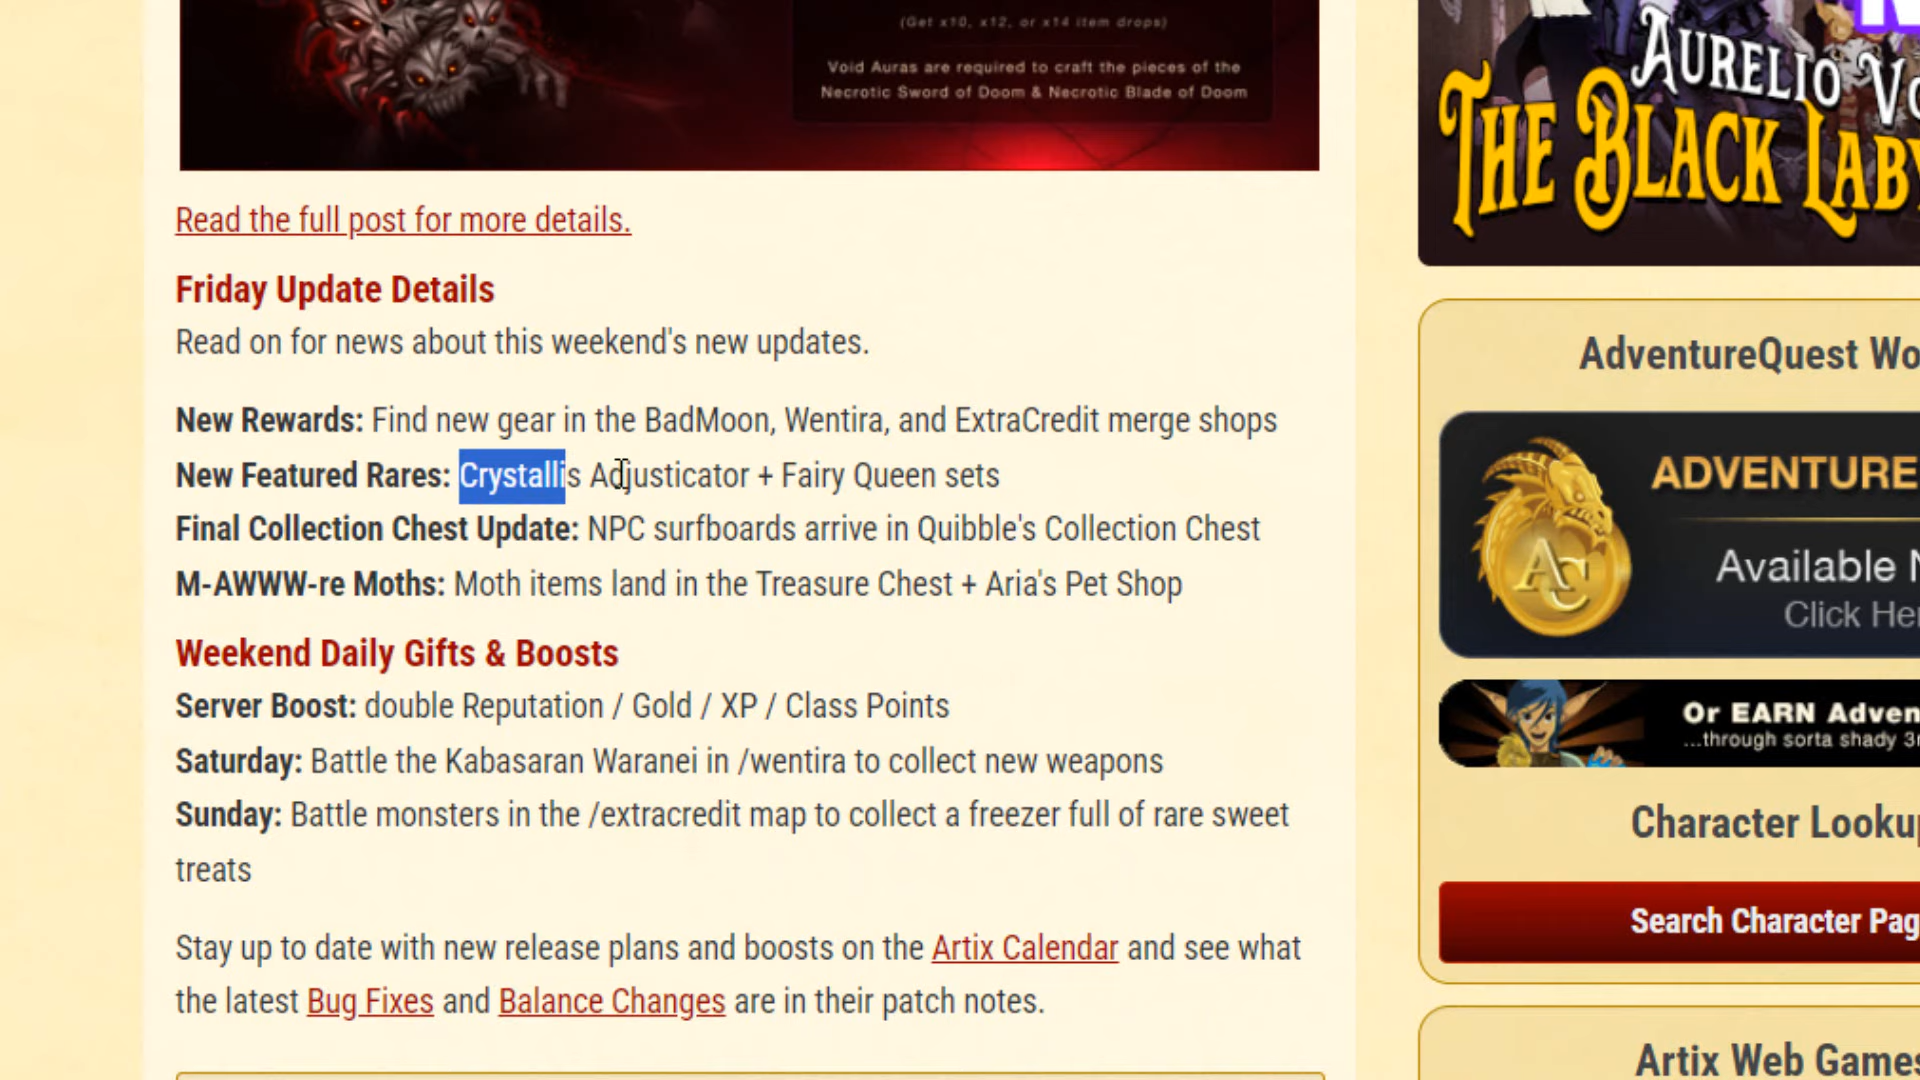 (Get x10, x12, or x14 item drops)
Void Auras are required to craft the pieces of the
Necrotic Sword of Doom & Necrotic Blade of Doom
Read the full post for more details.
Friday Update Details
Read on for news about this weekend's new updates.
New Rewards: Find new gear in the BadMoon, Wentira, and ExtraCredit merge shops
New Featured Rares: Crystallis Adjusticator + Fairy Queen sets
Final Collection Chest Update: NPC surfboards arrive in Quibble's Collection Chest
M-AWWW-re Moths: Moth items land in the Treasure Chest + Aria's Pet Shop
Weekend Daily Gifts & Boosts
Server Boost: double Reputation / Gold / XP / Class Points
Saturday: Battle the Kabasaran Waranei in /wentira to collect new weapons
Sunday: Battle monsters in the /extracredit map to collect a freezer full of rare sweet
treats
Stay up to date with new release plans and boosts on the Artix Calendar and see what
the latest Bug Fixes and Balance Changes are in their patch notes.
AURELIO
THE BLACK
AdventureQuest
ADVENTURE
AC
Available
Click
Or EARN
...through sorta shady
Character
Search Character
Artix Web Games